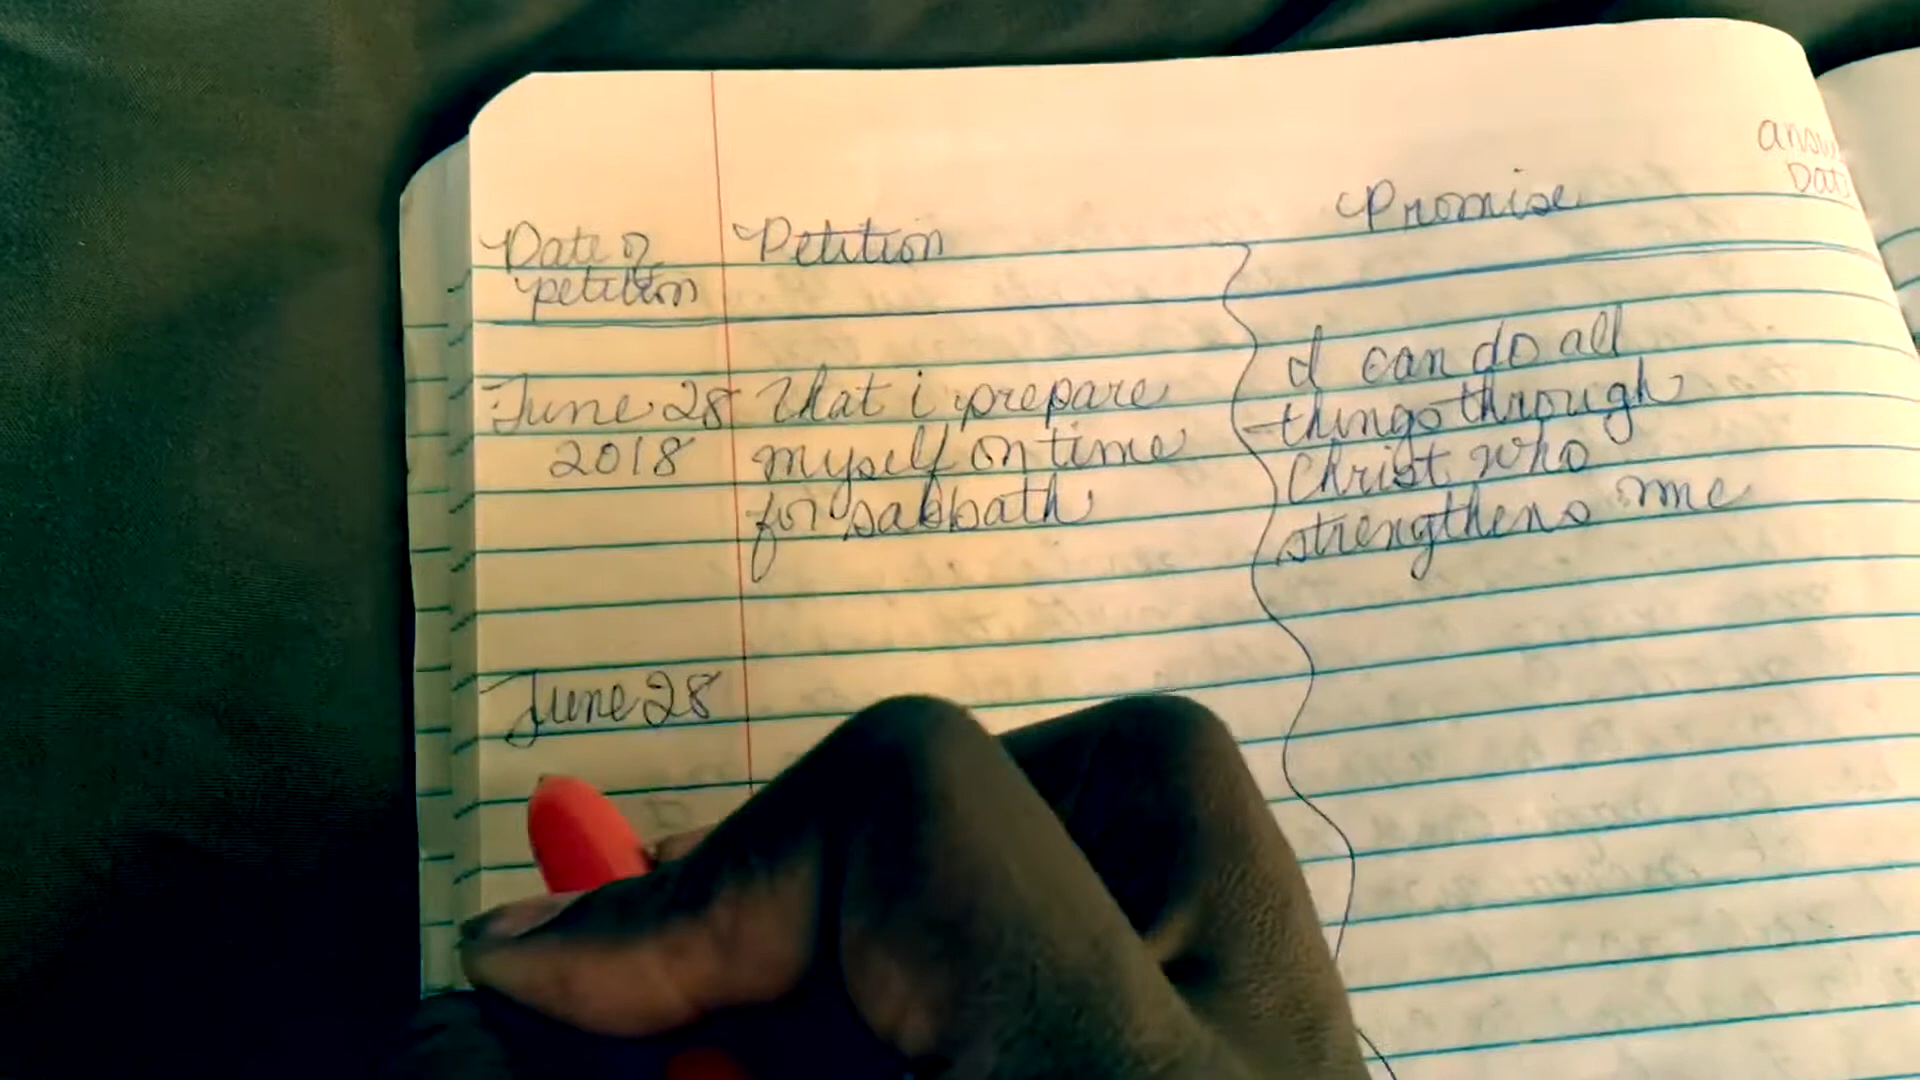 Date of petition
Petition
Promise
June 28 2018
That i prepare
myself on time
for sabbath
I can do all
things through
Christ who
strengthens me
June 28